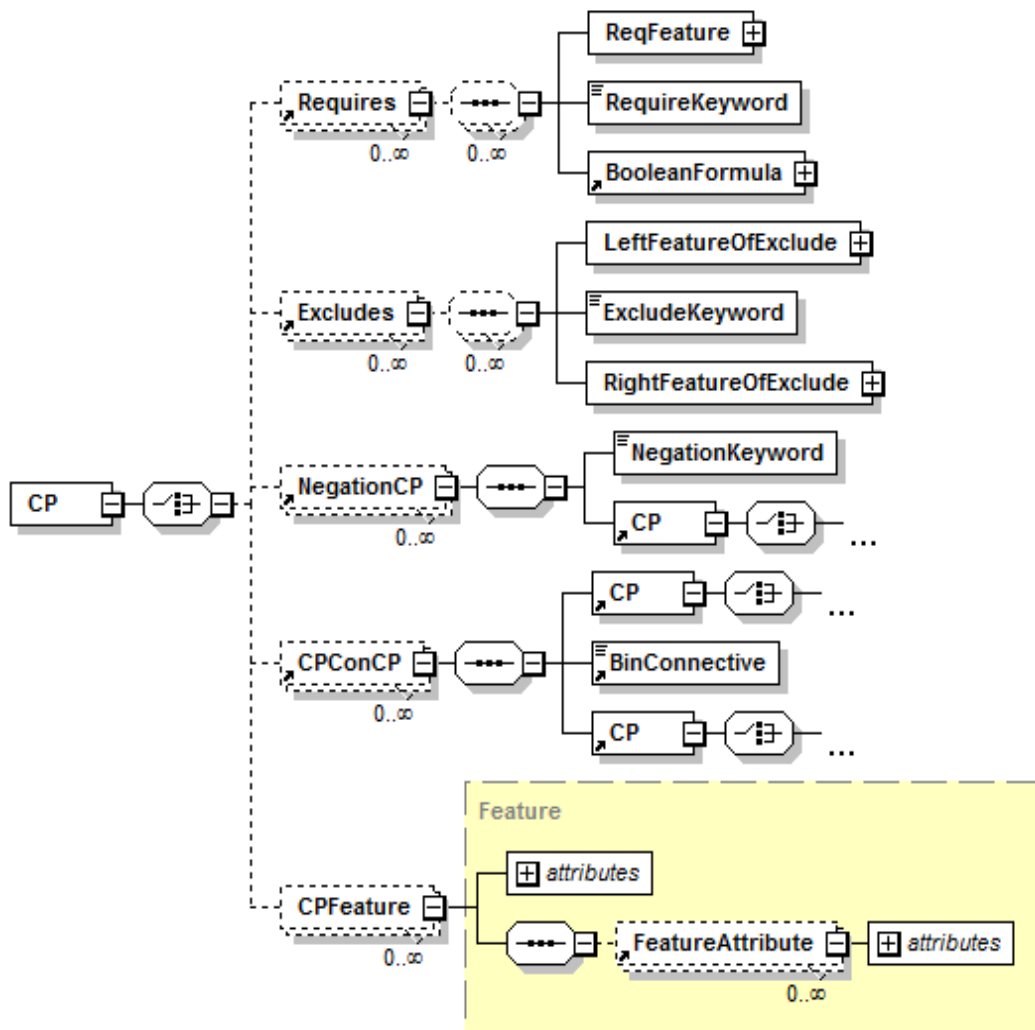 ReqFeature
Requires
RequireKeyword
0..∞
0..∞
BooleanFormula
LeftFeatureOfExclude
Excludes
ExcludeKeyword
0..∞
0..∞
RightFeatureOfExclude
NegationKeyword
NegationCP
CP
0..∞
CP
...
CP
...
CPConCP
BinConnective
0..∞
CP
...
Feature
attributes
CPFeature
0..∞
FeatureAttribute
attributes
0..∞